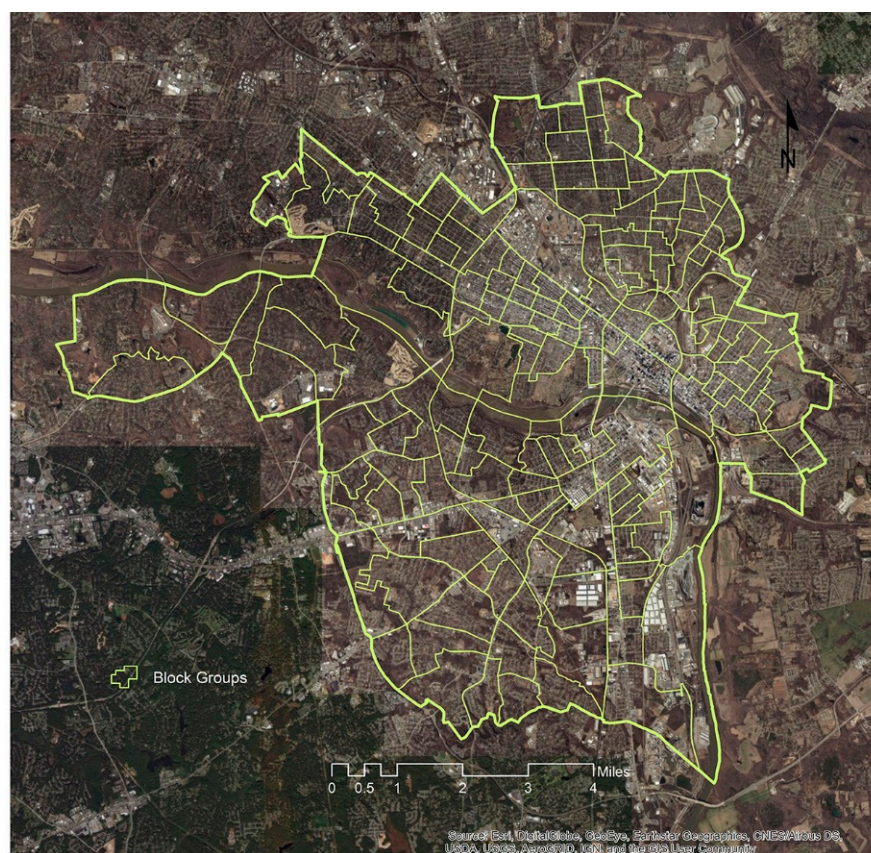 N
Block Groups
Miles
0 0.5 1 2 3 4
Source: Esri, DigitalGlobe, GeoEye, Earthstar Geographics, CNES/Airbus DS,
USDA, USGS, AeroGRID, IGN, and the GIS User Community